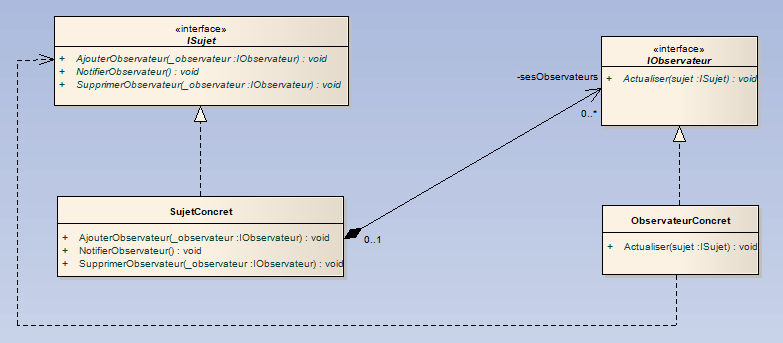 «interface»
ISujet
+ AjouterObservateur(_observateur :IObservateur) : void
+ NotifierObservateur() : void
+ SupprimerObservateur(_observateur :IObservateur) : void
«interface»
IObservateur
+ Actualiser(sujet :ISujet) : void
-sesObservateurs
0..*
SujetConcret
+ AjouterObservateur(_observateur :IObservateur) : void
+ NotifierObservateur() : void
+ SupprimerObservateur(_observateur :IObservateur) : void
0..1
ObservateurConcret
+ Actualiser(sujet :ISujet) : void